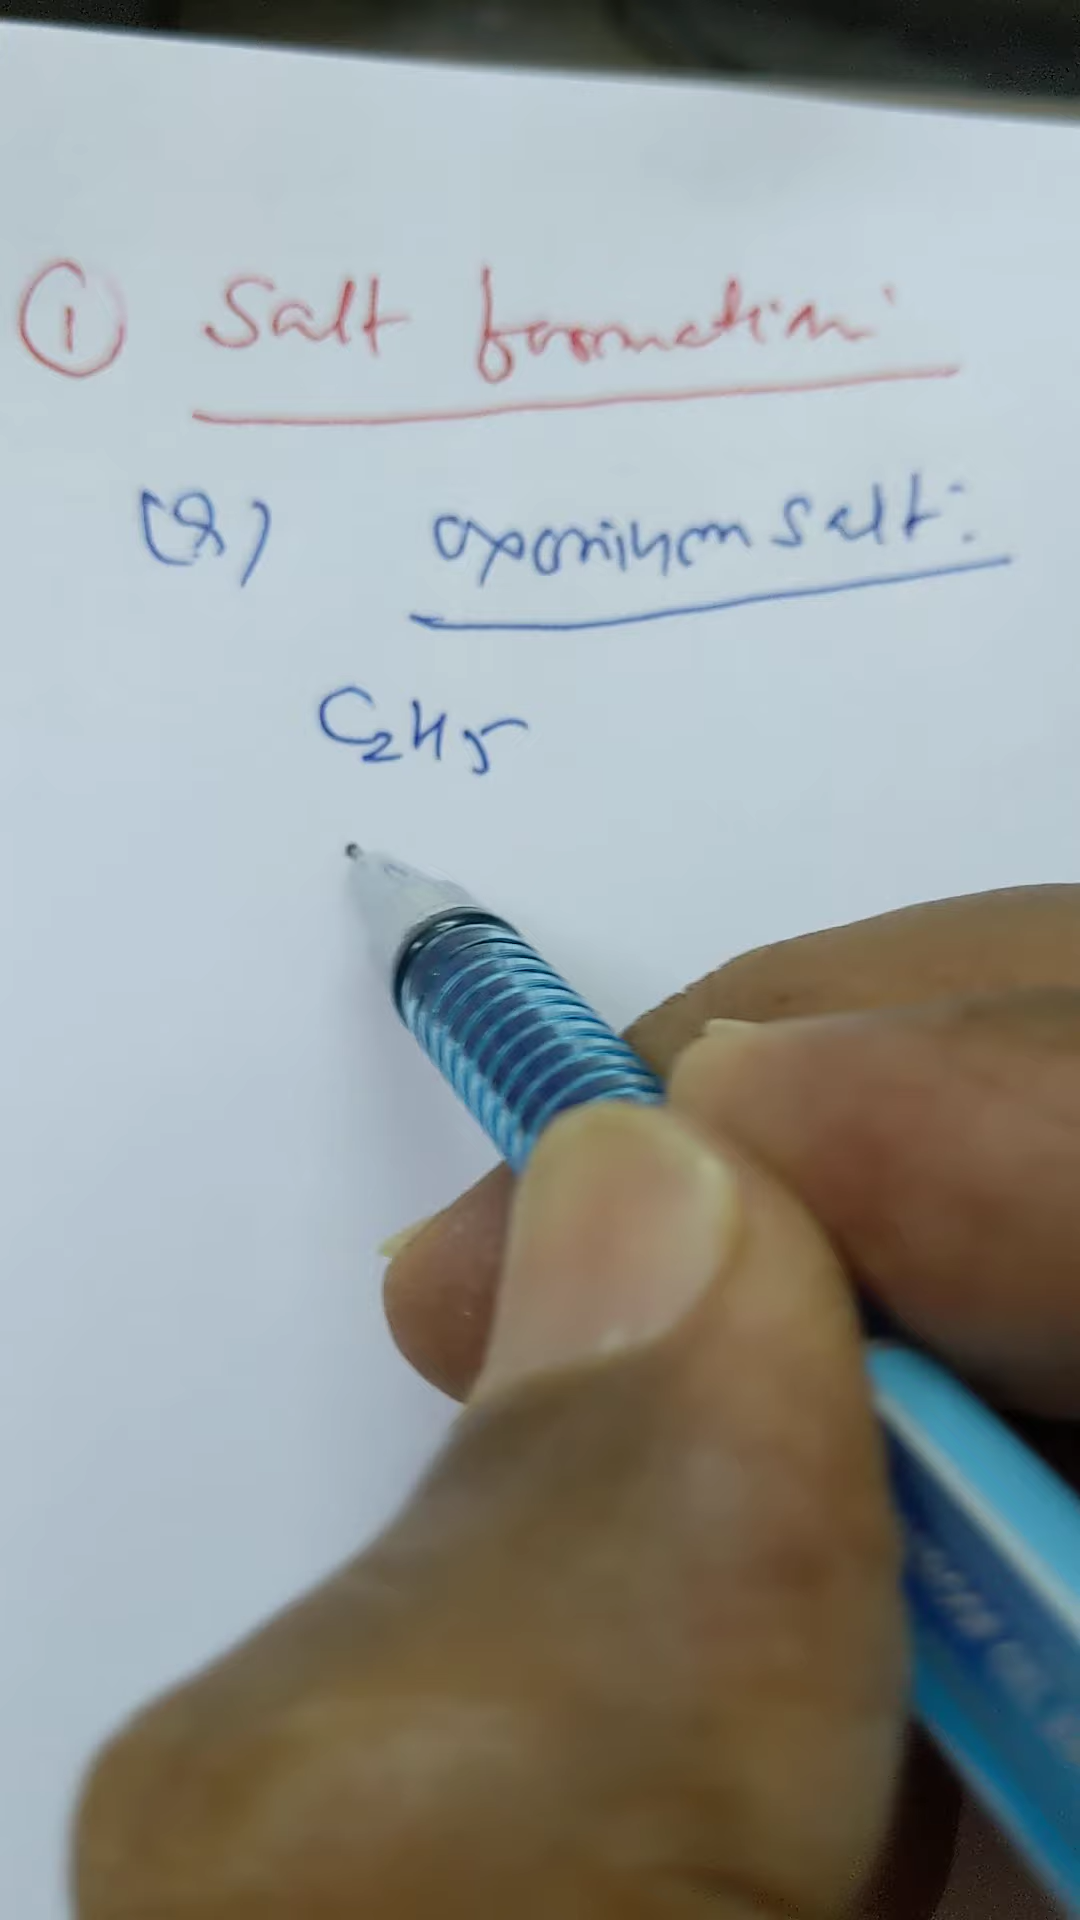 ① Salt formation:
(a) oxonium salt:
C₂H₅